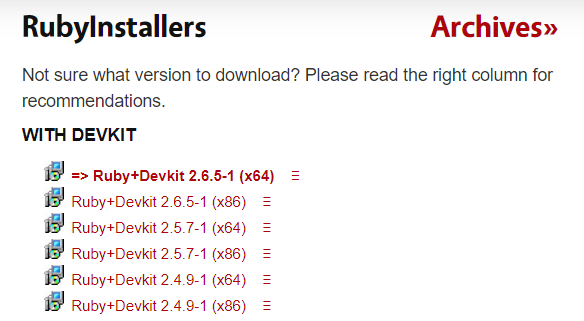 RubyInstallers Archives»
Not sure what version to download? Please read the right column for
recommendations.
WITH DEVKIT
=> Ruby+Devkit 2.6.5-1 (x64)
Ruby+Devkit 2.6.5-1 (x86)
Ruby+Devkit 2.5.7-1 (x64)
Ruby+Devkit 2.5.7-1 (x86)
Ruby+Devkit 2.4.9-1 (x64)
Ruby+Devkit 2.4.9-1 (x86)